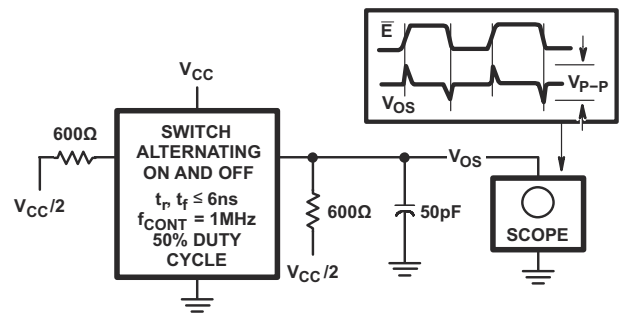 E̅
V_CC
V_P–P
V_OS
600Ω
SWITCH
ALTERNATING
ON AND OFF
t_r, t_f ≤ 6ns
f_CONT = 1MHz
50% DUTY
CYCLE
V_OS
V_CC/2
600Ω
50pF
SCOPE
V_CC/2